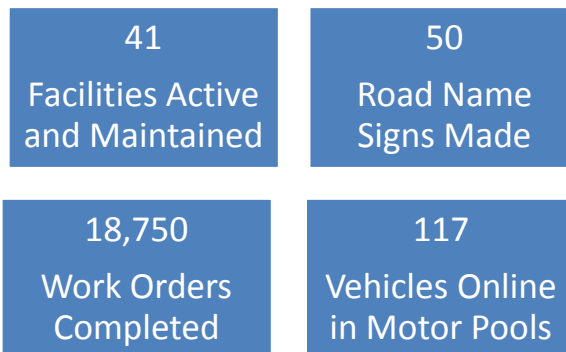 41
Facilities Active
and Maintained
50
Road Name
Signs Made
18,750
Work Orders
Completed
117
Vehicles Online
in Motor Pools